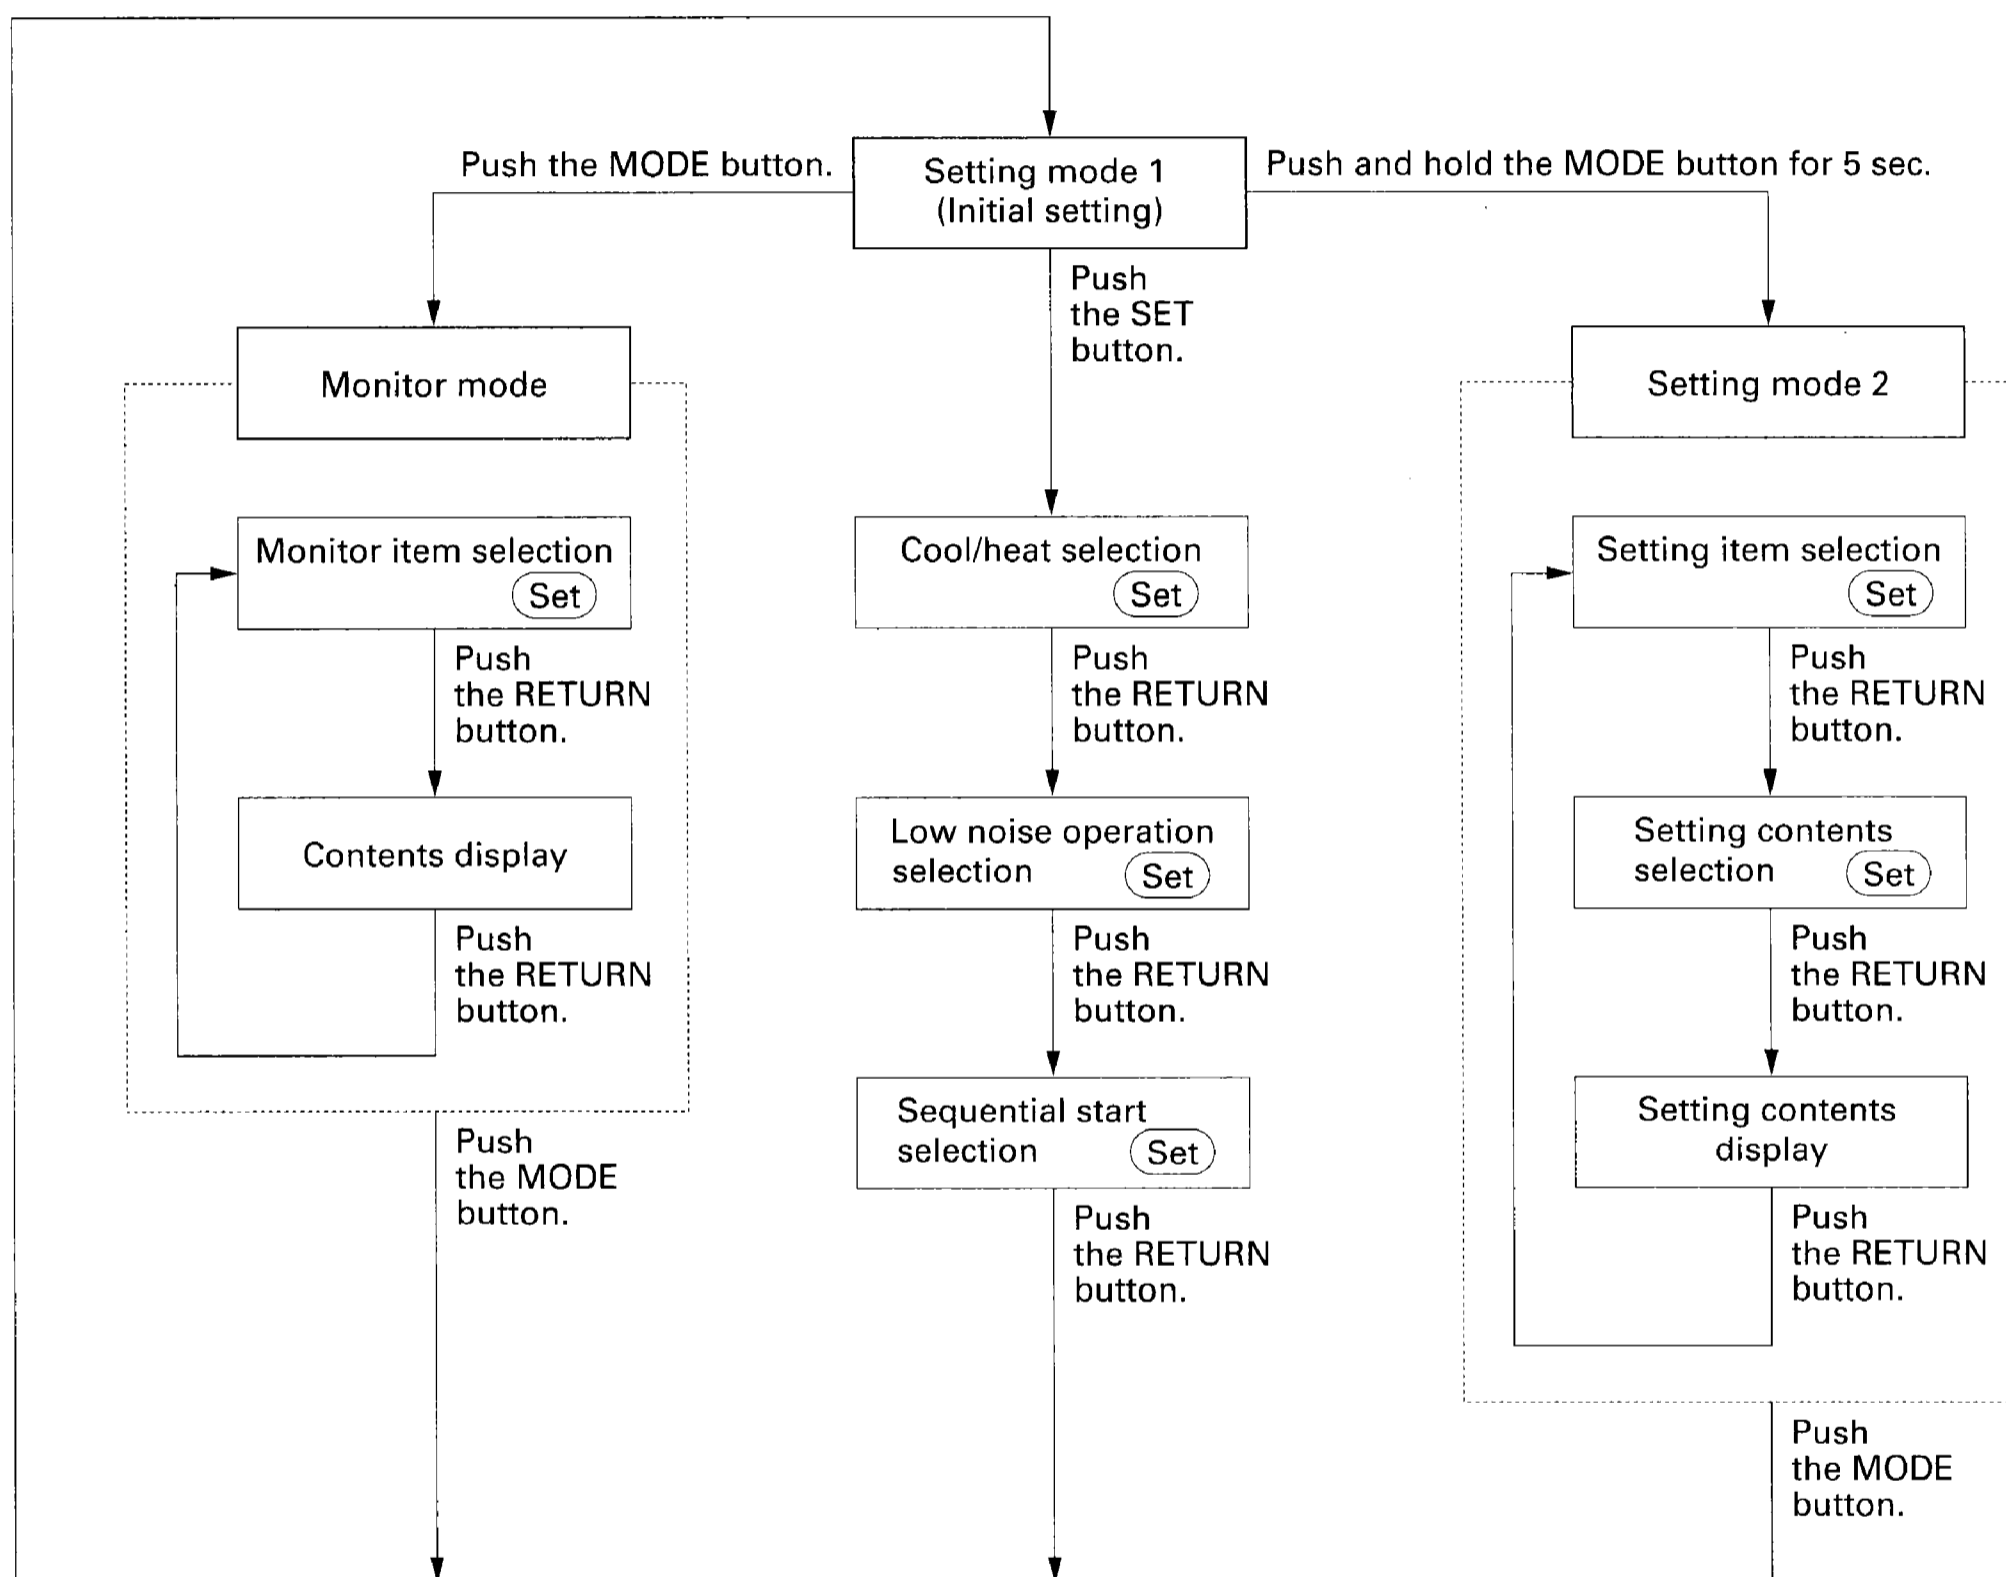 Push the MODE button.
Setting mode 1
(Initial setting)
Push and hold the MODE button for 5 sec.
Push
the SET
button.
Monitor mode
Setting mode 2
Monitor item selection
Set
Push
the RETURN
button.
Contents display
Push
the RETURN
button.
Push
the MODE
button.
Cool/heat selection
Set
Push
the RETURN
button.
Low noise operation
selection Set
Push
the RETURN
button.
Sequential start
selection Set
Push
the RETURN
button.
Setting item selection
Set
Push
the RETURN
button.
Setting contents
selection Set
Push
the RETURN
button.
Setting contents
display
Push
the RETURN
button.
Push
the MODE
button.